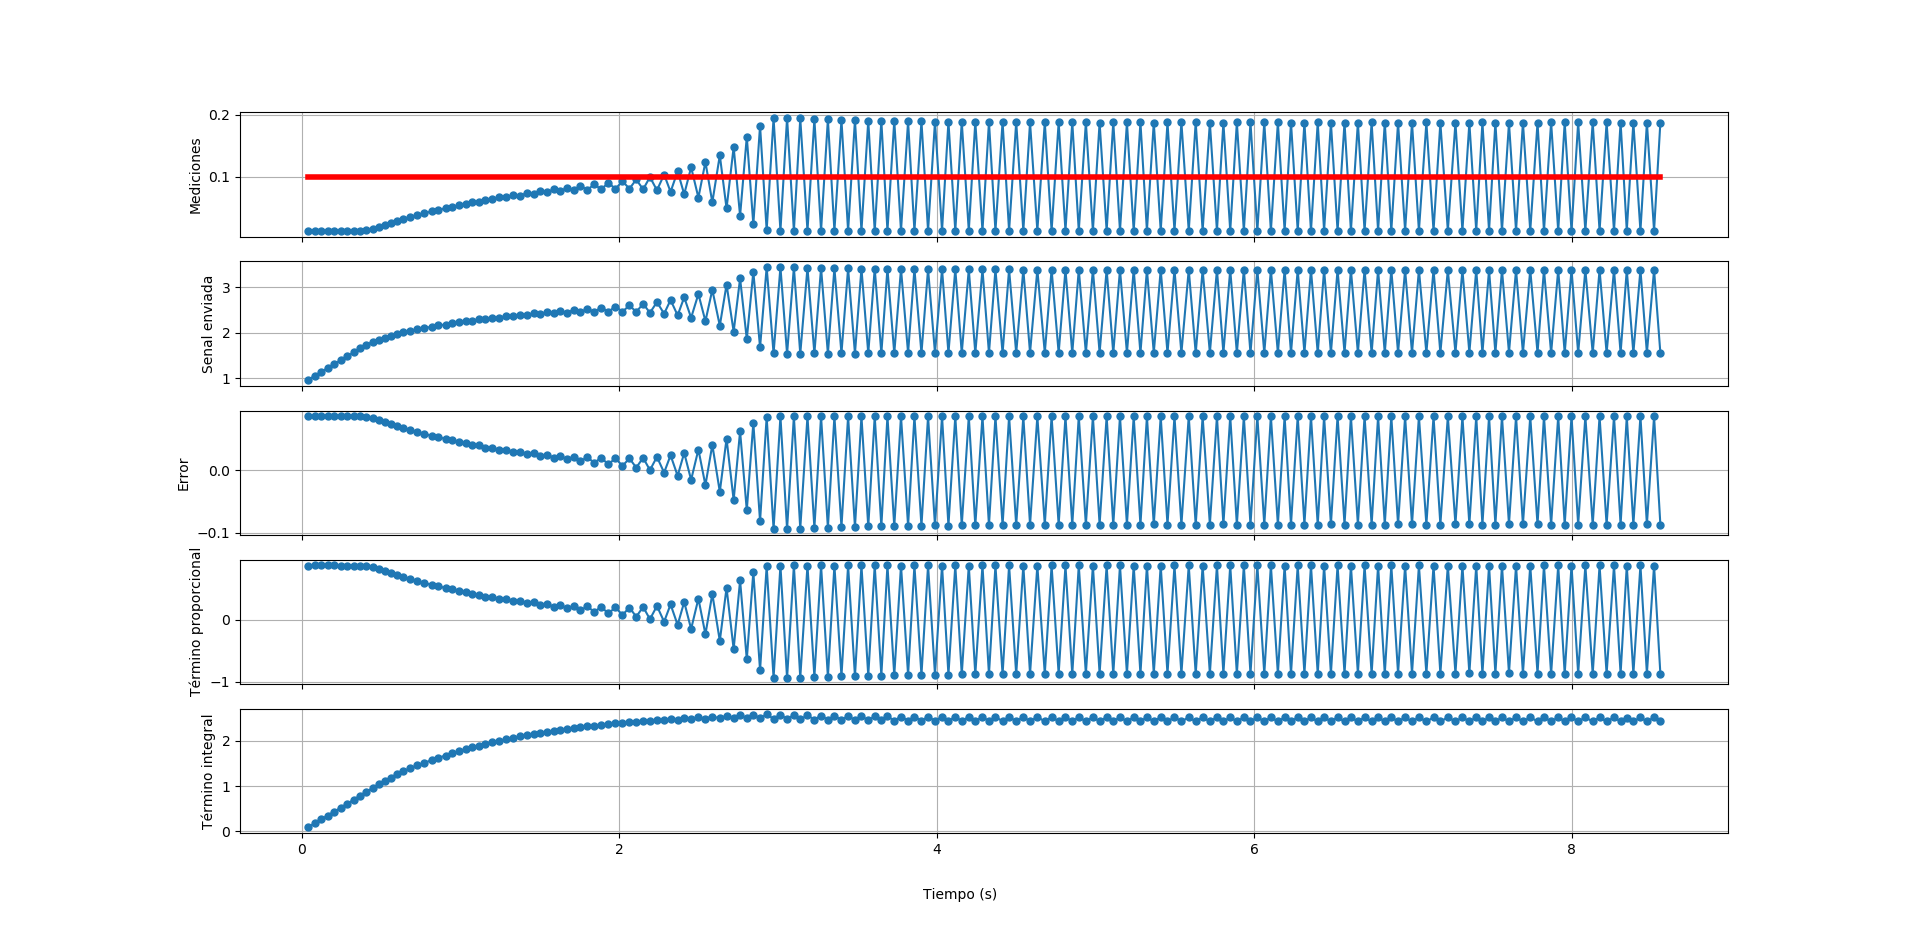 0.2
0.1
Mediciones
3
2
1
Senal enviada
0.0
−0.1
Error
0
−1
Término proporcional
2
1
0
Término integral
0 2 4 6 8
Tiempo (s)